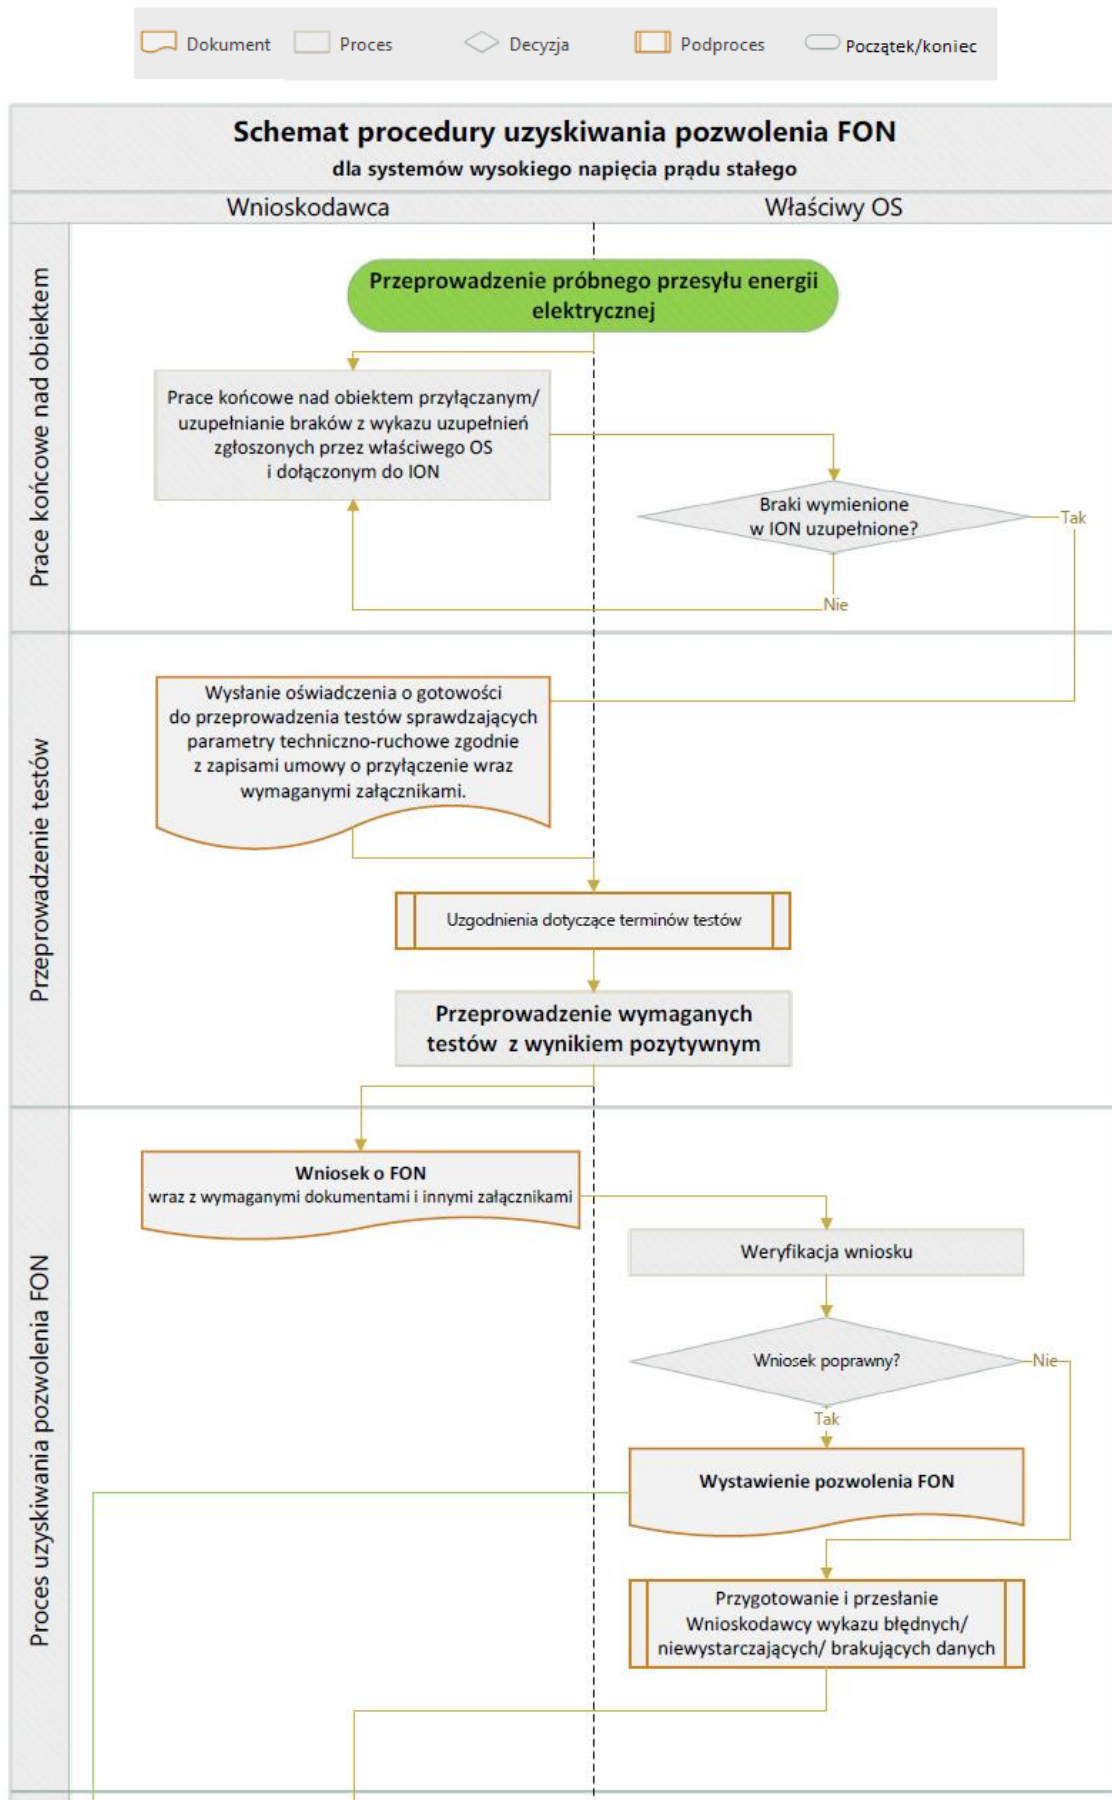 Dokument
Proces
Decyzja
Podproces
Początek/koniec
Schemat procedury uzyskiwania pozwolenia FON
dla systemów wysokiego napięcia prądu stałego
Wnioskodawca
Właściwy OS
Prace końcowe nad obiektem
Przeprowadzenie próbnego przesyłu energii
elektrycznej
Prace końcowe nad obiektem przyłączanym/
uzupełnianie braków z wykazu uzupełnień
zgłoszonych przez właściwego OS
i dołączonym do ION
Braki wymienione
w ION uzupełnione?
Tak
Nie
Przeprowadzenie testów
Wysłanie oświadczenia o gotowości
do przeprowadzenia testów sprawdzających
parametry techniczno-ruchowe zgodnie
z zapisami umowy o przyłączenie wraz
wymaganymi załącznikami.
Uzgodnienia dotyczące terminów testów
Przeprowadzenie wymaganych
testów z wynikiem pozytywnym
Proces uzyskiwania pozwolenia FON
Wniosek o FON
wraz z wymaganymi dokumentami i innymi załącznikami
Weryfikacja wniosku
Wniosek poprawny?
Nie
Tak
Wystawienie pozwolenia FON
Przygotowanie i przesłanie
Wnioskodawcy wykazu błędnych/
niewystarczających/ brakujących danych